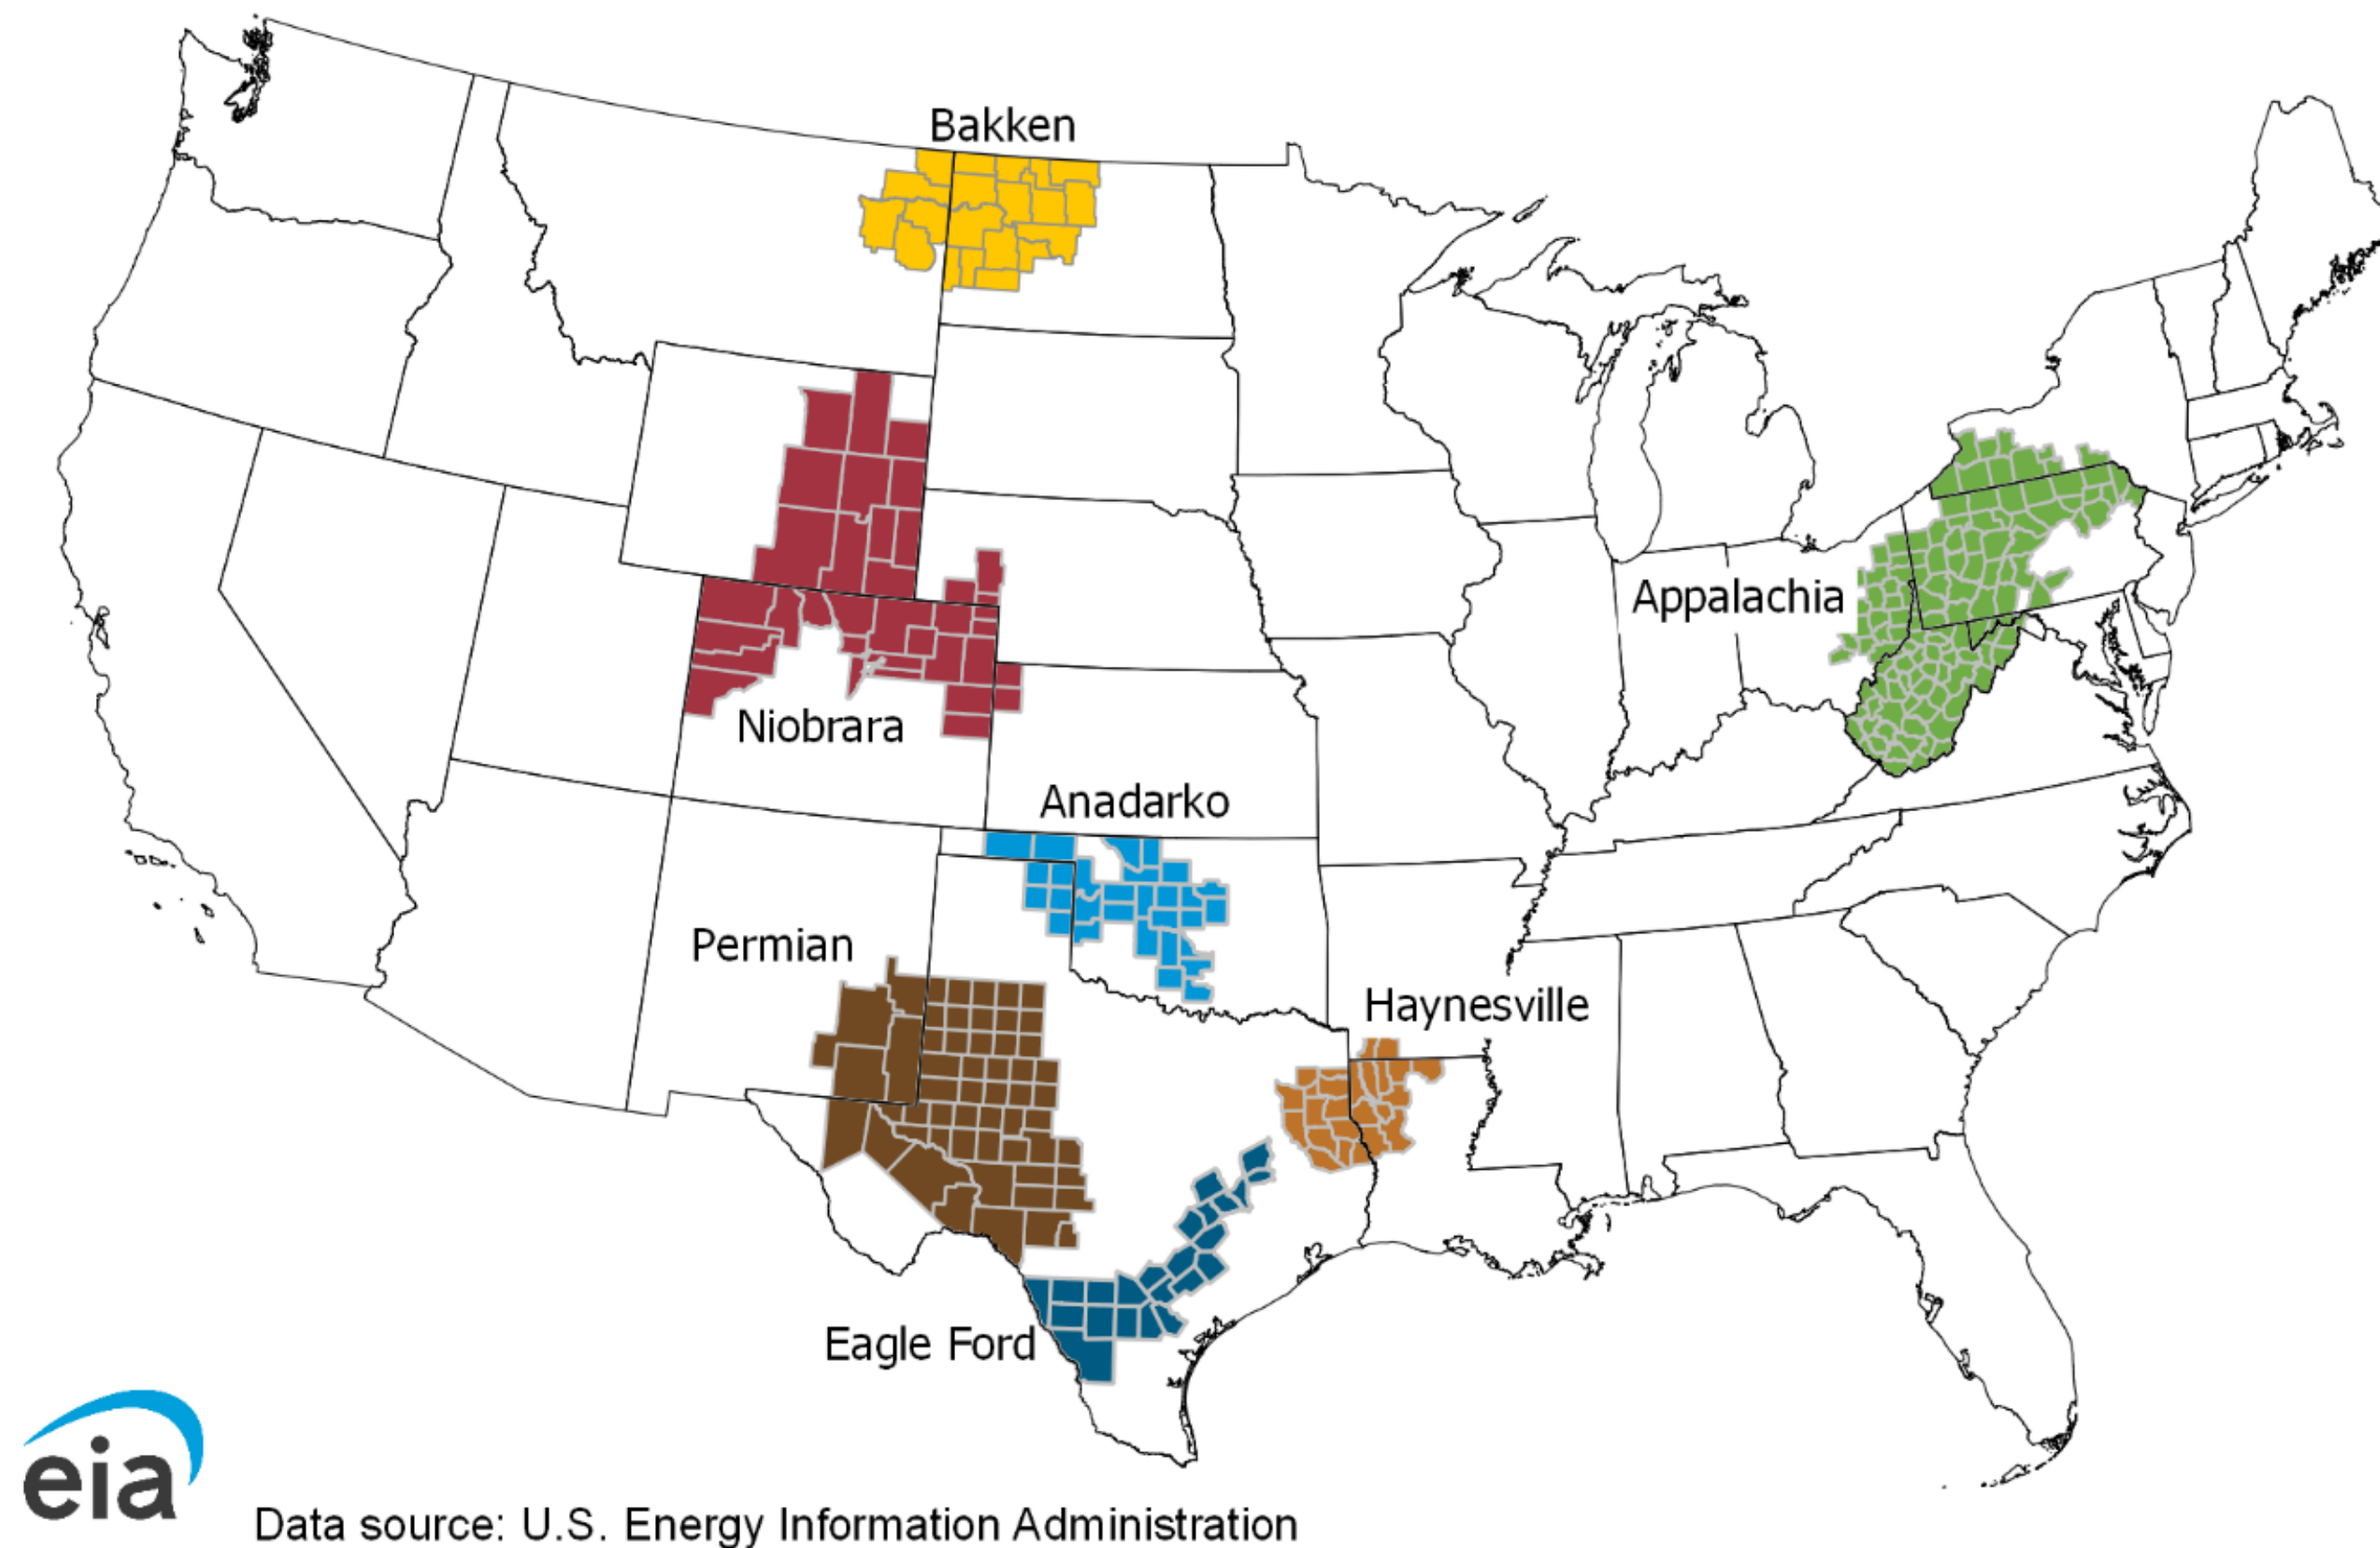 Bakken
Appalachia
Niobrara
Anadarko
Permian
Haynesville
Eagle Ford
eia
Data source: U.S. Energy Information Administration